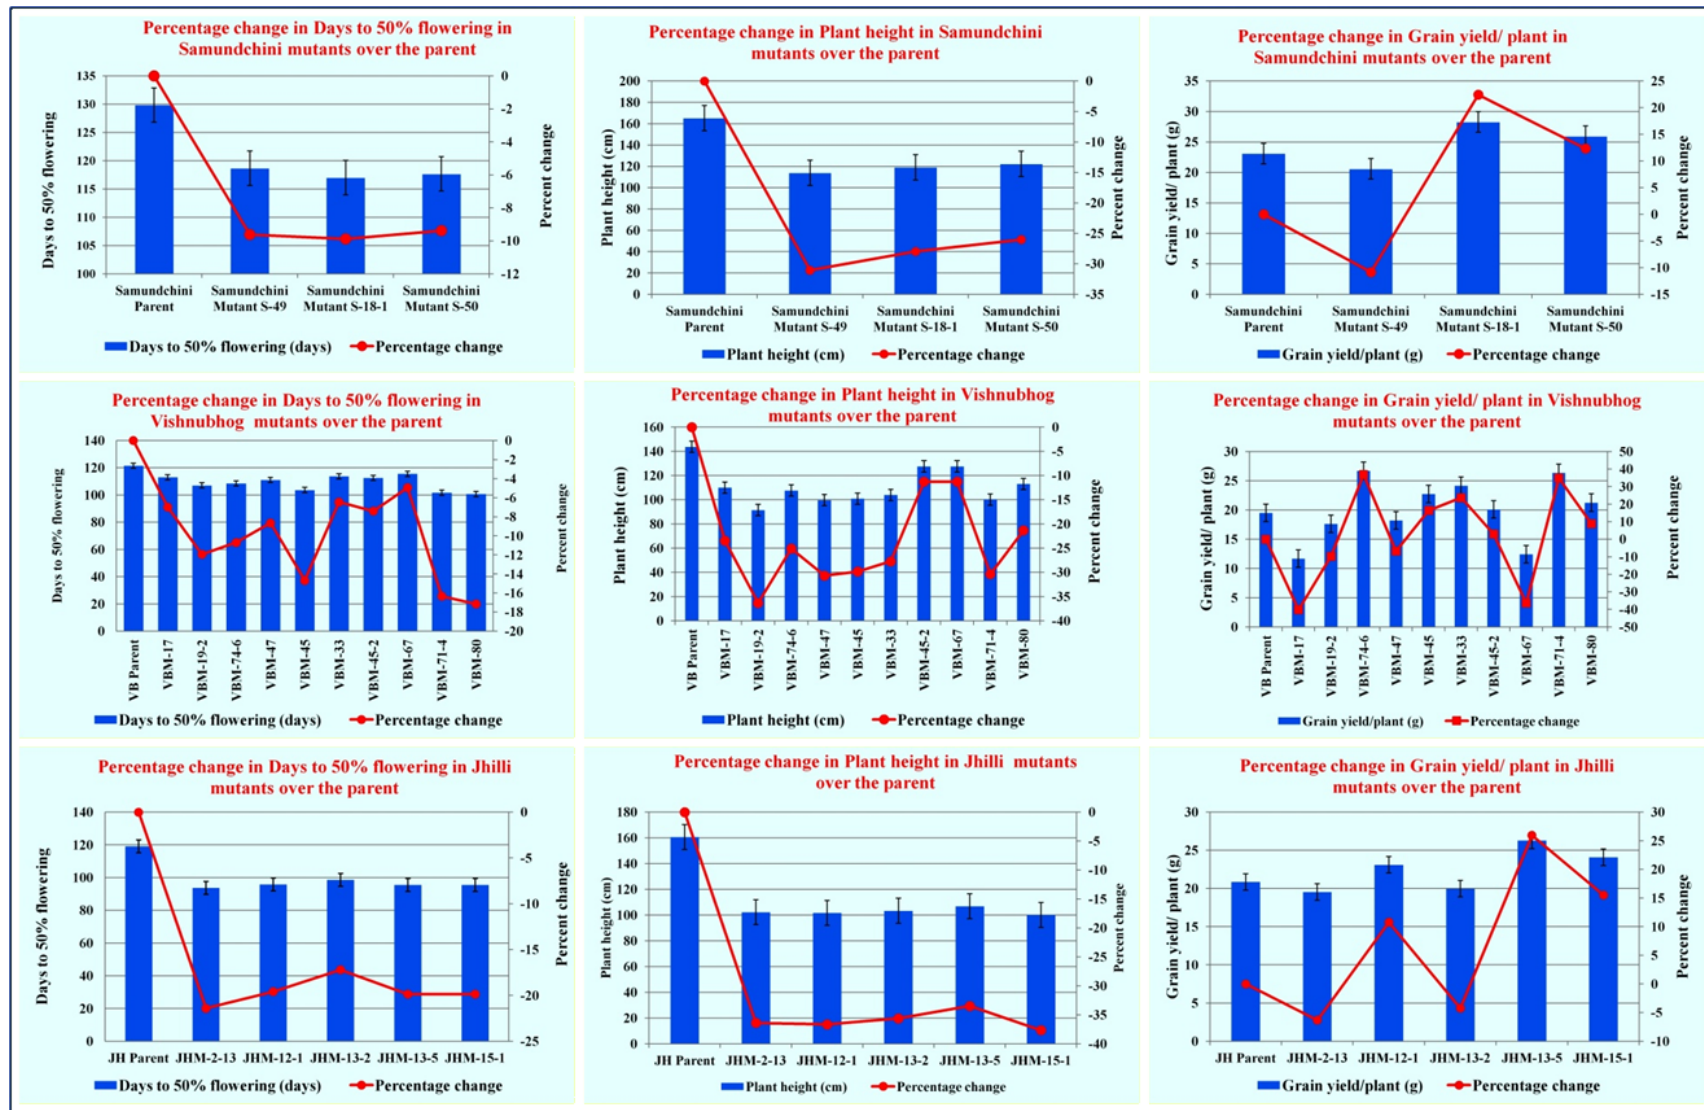 Percentage change in Days to 50% flowering in
Samundchini mutants over the parent
135
130
125
120
115
110
105
100
0
-2
-4
-6
-8
-10
-12
Days to 50% flowering
Percent change
Samundchini Parent
Samundchini Mutant S-49
Samundchini Mutant S-18-1
Samundchini Mutant S-50
Days to 50% flowering (days)
Percentage change
Percentage change in Plant height in Samundchini
mutants over the parent
200
180
160
140
120
100
80
60
40
20
0
0
-5
-10
-15
-20
-25
-30
-35
Plant height (cm)
Percent change
Samundchini Parent
Samundchini Mutant S-49
Samundchini Mutant S-18-1
Samundchini Mutant S-50
Plant height (cm)
Percentage change
Percentage change in Grain yield/ plant in
Samundchini mutants over the parent
35
30
25
20
15
10
5
0
25
20
15
10
5
0
-5
-10
-15
Grain yield/ plant (g)
Percent change
Samundchini Parent
Samundchini Mutant S-49
Samundchini Mutant S-18-1
Samundchini Mutant S-50
Grain yield/plant (g)
Percentage change
Percentage change in Days to 50% flowering in
Vishnubhog mutants over the parent
140
120
100
80
60
40
20
0
0
-2
-4
-6
-8
-10
-12
-14
-16
-18
-20
Days to 50% flowering
Percent change
VB Parent
VBM-17
VBM-19-2
VBM-74-6
VBM-47
VBM-45
VBM-33
VBM-45-2
VBM-67
VBM-71-4
VBM-80
Days to 50% flowering (days)
Percentage change
Percentage change in Plant height in Vishnubhog
mutants over the parent
160
140
120
100
80
60
40
20
0
0
-5
-10
-15
-20
-25
-30
-35
-40
Plant height (cm)
Percent change
VB Parent
VBM-17
VBM-19-2
VBM-74-6
VBM-47
VBM-45
VBM-33
VBM-45-2
VBM-67
VBM-71-4
VBM-80
Plant height (cm)
Percentage change
Percentage change in Grain yield/ plant in Vishnubhog
mutants over the parent
30
25
20
15
10
5
0
50
40
30
20
10
0
-10
-20
-30
-40
-50
Grain yield/ plant (g)
Percent change
VB Parent
VBM-17
VBM-19-2
VBM-74-6
VBM-47
VBM-45
VBM-33
VBM-45-2
VBM-67
VBM-71-4
VBM-80
Grain yield/plant (g)
Percentage change
Percentage change in Days to 50% flowering in Jhilli
mutants over the parent
140
120
100
80
60
40
20
0
0
-5
-10
-15
-20
-25
Days to 50% flowering
Percent change
JH Parent
JHM-2-13
JHM-12-1
JHM-13-2
JHM-13-5
JHM-15-1
Days to 50% flowering (days)
Percentage change
Percentage change in Plant height in Jhilli mutants
over the parent
180
160
140
120
100
80
60
40
20
0
0
-5
-10
-15
-20
-25
-30
-35
-40
Plant height (cm)
Percent change
JH Parent
JHM-2-13
JHM-12-1
JHM-13-2
JHM-13-5
JHM-15-1
Plant height (cm)
Percentage change
Percentage change in Grain yield/ plant in Jhilli
mutants over the parent
30
25
20
15
10
5
0
30
25
20
15
10
5
0
-5
-10
Grain yield/ plant (g)
Percent change
JH Parent
JHM-2-13
JHM-12-1
JHM-13-2
JHM-13-5
JHM-15-1
Grain yield/plant (g)
Percentage change